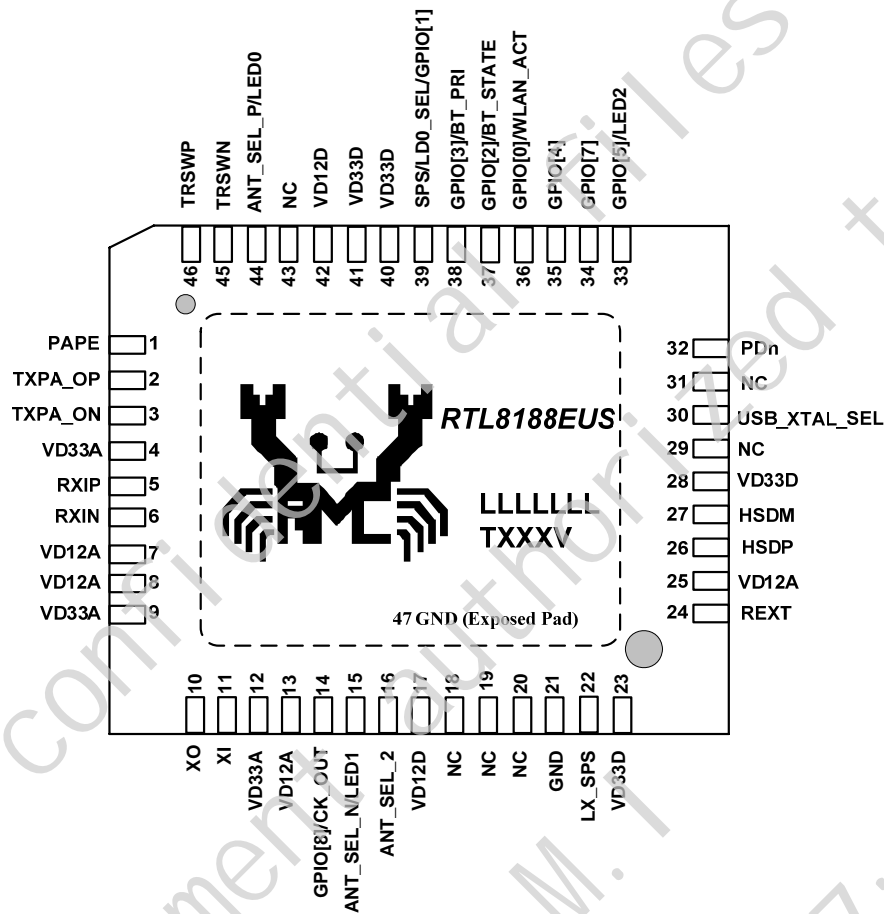 TRSWP
TRSWN
ANT_SEL_P/LED0
NC
VD12D
VD33D
VD33D
SPS/LD0_SEL/GPIO[1]
GPIO[3]/BT_PRI
GPIO[2]/BT_STATE
GPIO[0]/WLAN_ACT
GPIO[4]
GPIO[7]
GPIO[5]/LED2
46
45
44
43
42
41
40
39
38
37
36
35
34
33
PAPE 1
TXPA_OP 2
TXPA_ON 3
VD33A 4
RXIP 5
RXIN 6
VD12A 7
VD12A 8
VD33A 9
RTL8188EUS
LLLLLLL
TXXXV
47 GND (Exposed Pad)
32 PDn
31 NC
30 USB_XTAL_SEL
29 NC
28 VD33D
27 HSDM
26 HSDP
25 VD12A
24 REXT
10
11
12
13
14
15
16
17
18
19
20
21
22
23
XO
XI
VD33A
VD12A
GPIO[8]/CK_OUT
ANT_SEL_N/LED1
ANT_SEL_2
VD12D
NC
NC
NC
GND
LX_SPS
VD33D
confidential files
authorized t
ment
M.
7.